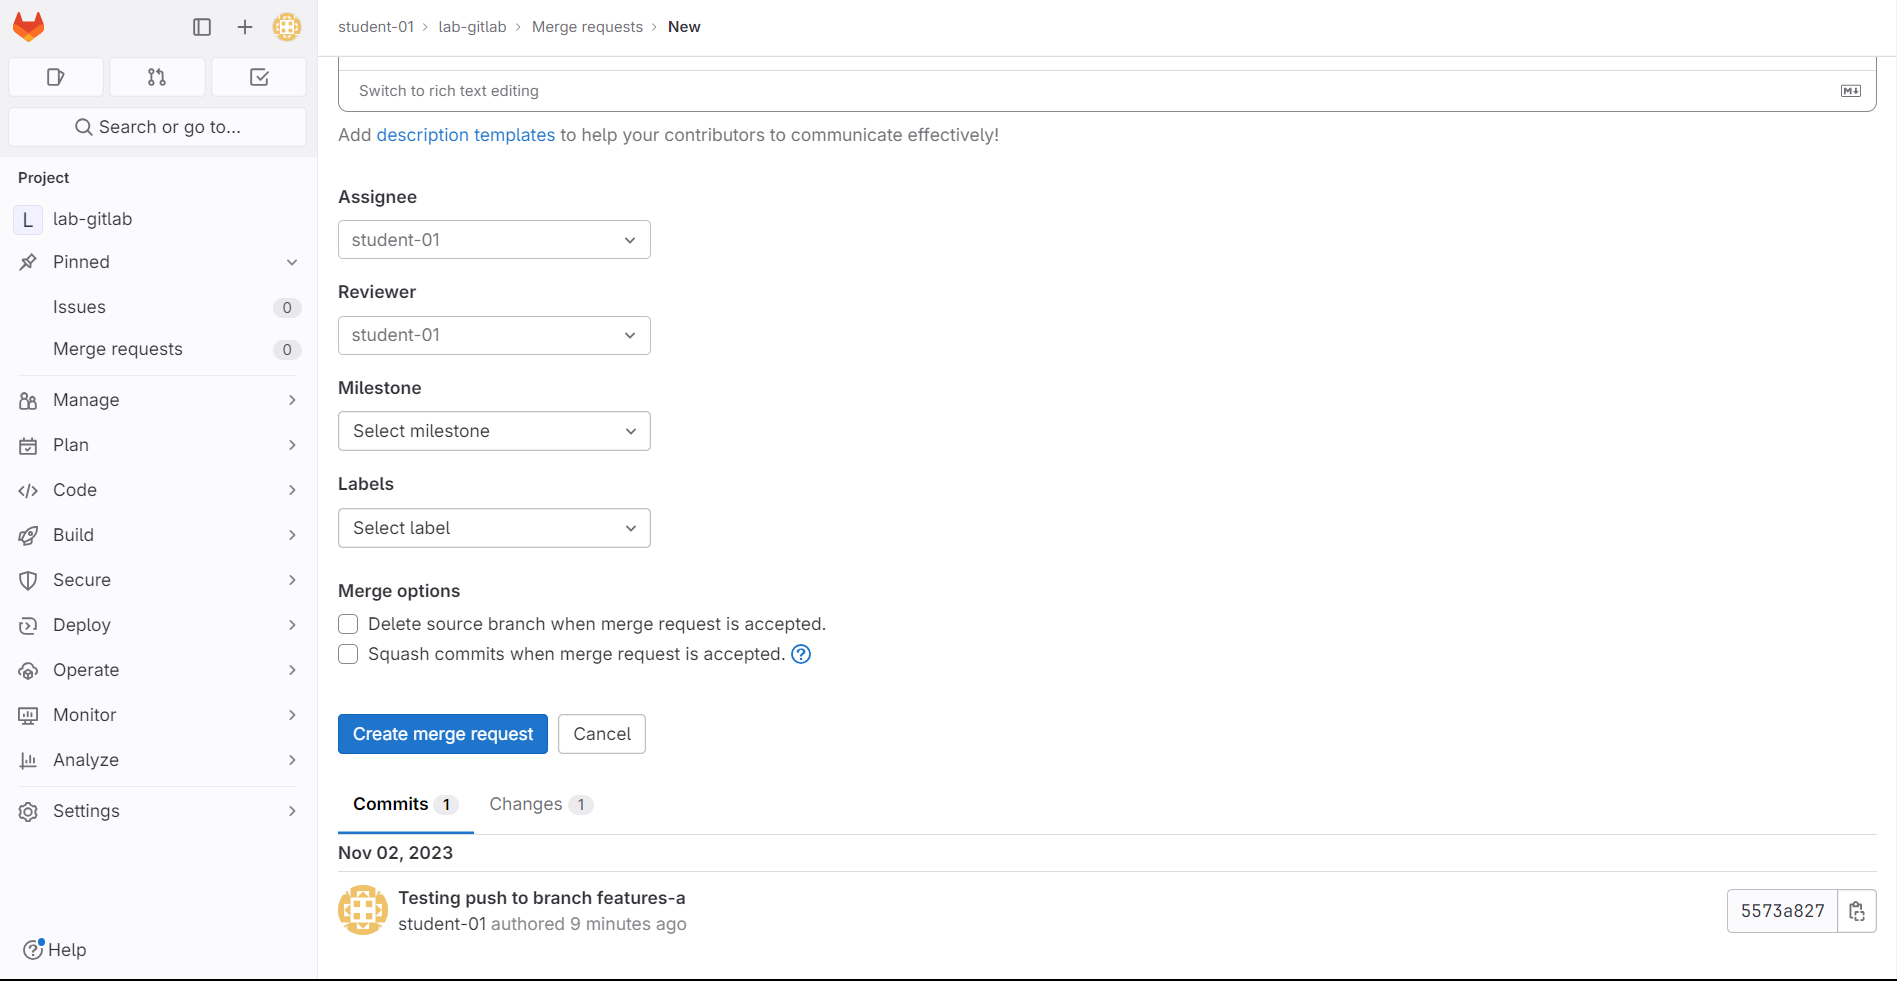 student-01 › lab-gitlab › Merge requests › New
Search or go to...
Project
L lab-gitlab
Pinned
Issues 0
Merge requests 0
Manage
Plan
Code
Build
Secure
Deploy
Operate
Monitor
Analyze
Settings
Help
Switch to rich text editing
Add description templates to help your contributors to communicate effectively!
Assignee
student-01
Reviewer
student-01
Milestone
Select milestone
Labels
Select label
Merge options
Delete source branch when merge request is accepted.
Squash commits when merge request is accepted. ?
Create merge request Cancel
Commits 1 Changes 1
Nov 02, 2023
Testing push to branch features-a
student-01 authored 9 minutes ago
5573a827